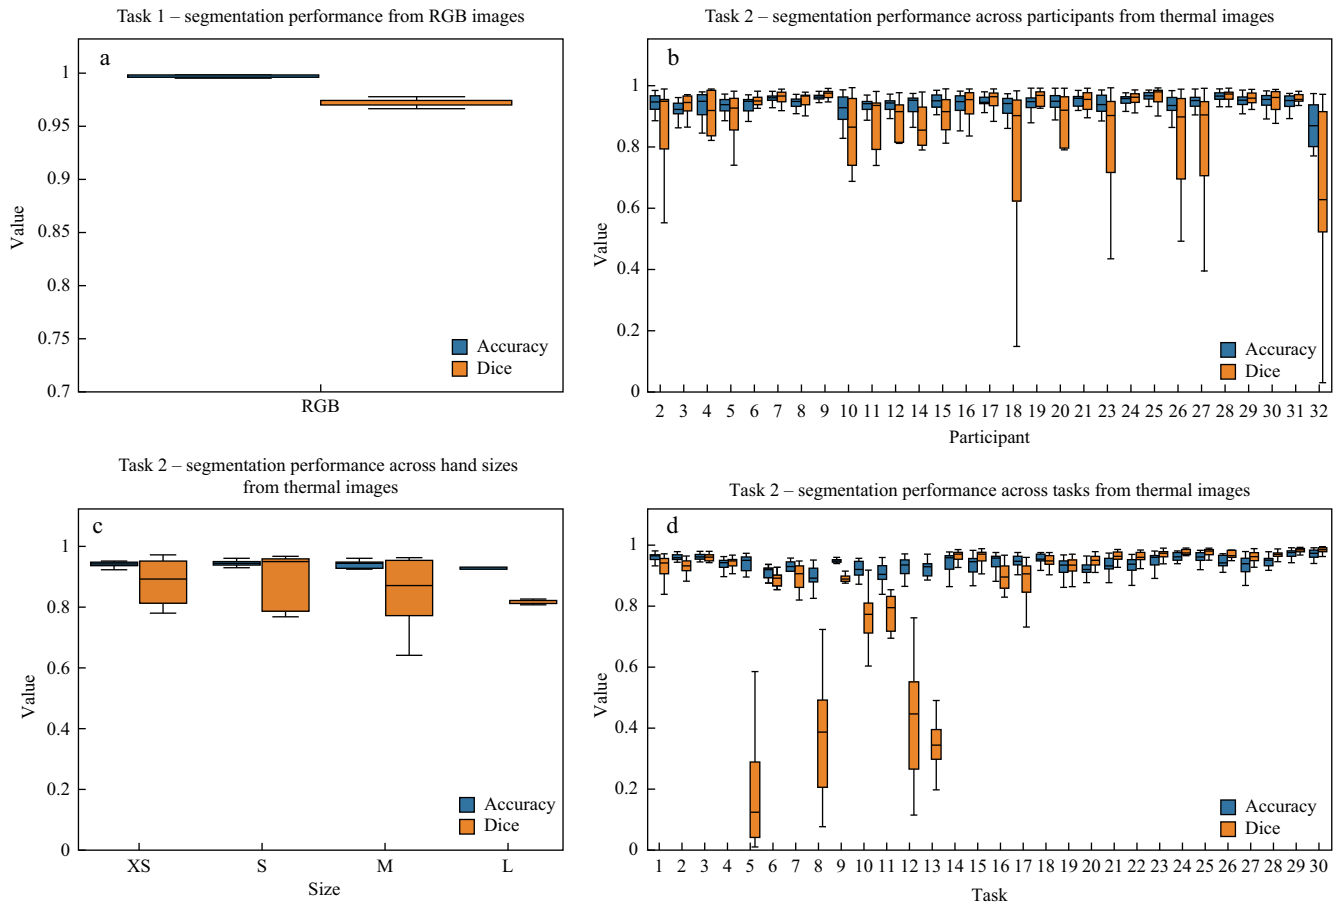 Task 1 – segmentation performance from RGB images
a
1
0.95
0.9
0.85
0.8
0.75
0.7
Value
Accuracy
Dice
RGB
Task 2 – segmentation performance across participants from thermal images
b
1
0.8
0.6
0.4
0.2
0
Value
Accuracy
Dice
2 3 4 5 6 7 9 10 11 12 14 15 16 17 18 19 20 21 23 24 25 26 27 28 29 30 31 32
Participant
Task 2 – segmentation performance across hand sizes
from thermal images
c
1
0.8
0.6
0.4
0.2
0
Value
Accuracy
Dice
XS S M L
Size
Task 2 – segmentation performance across tasks from thermal images
d
1
0.8
0.6
0.4
0.2
0
Value
Accuracy
Dice
1 2 3 4 5 6 7 8 9 10 11 12 13 14 15 16 17 18 19 20 21 22 23 24 25 26 27 28 29 30
Task